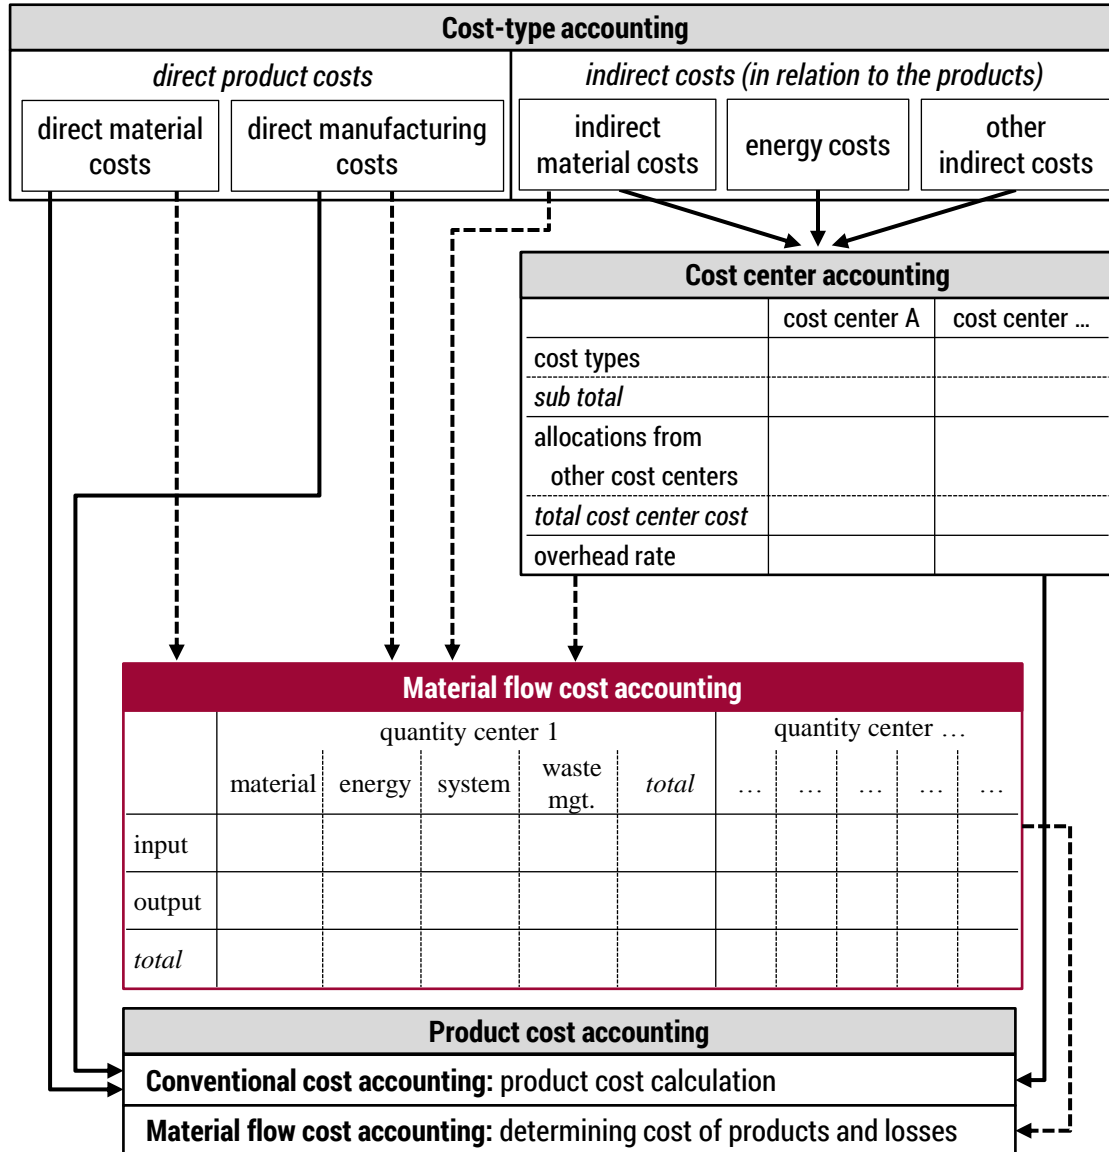 Cost-type accounting
direct product costs
indirect costs (in relation to the products)
direct material
costs
direct manufacturing
costs
indirect
material costs
energy costs
other
indirect costs
Cost center accounting
cost center A
cost center ...
cost types
sub total
allocations from
other cost centers
total cost center cost
overhead rate
Material flow cost accounting
quantity center 1
quantity center …
material
energy
system
waste
mgt.
total
…
…
…
…
…
input
output
total
Product cost accounting
Conventional cost accounting: product cost calculation
Material flow cost accounting: determining cost of products and losses